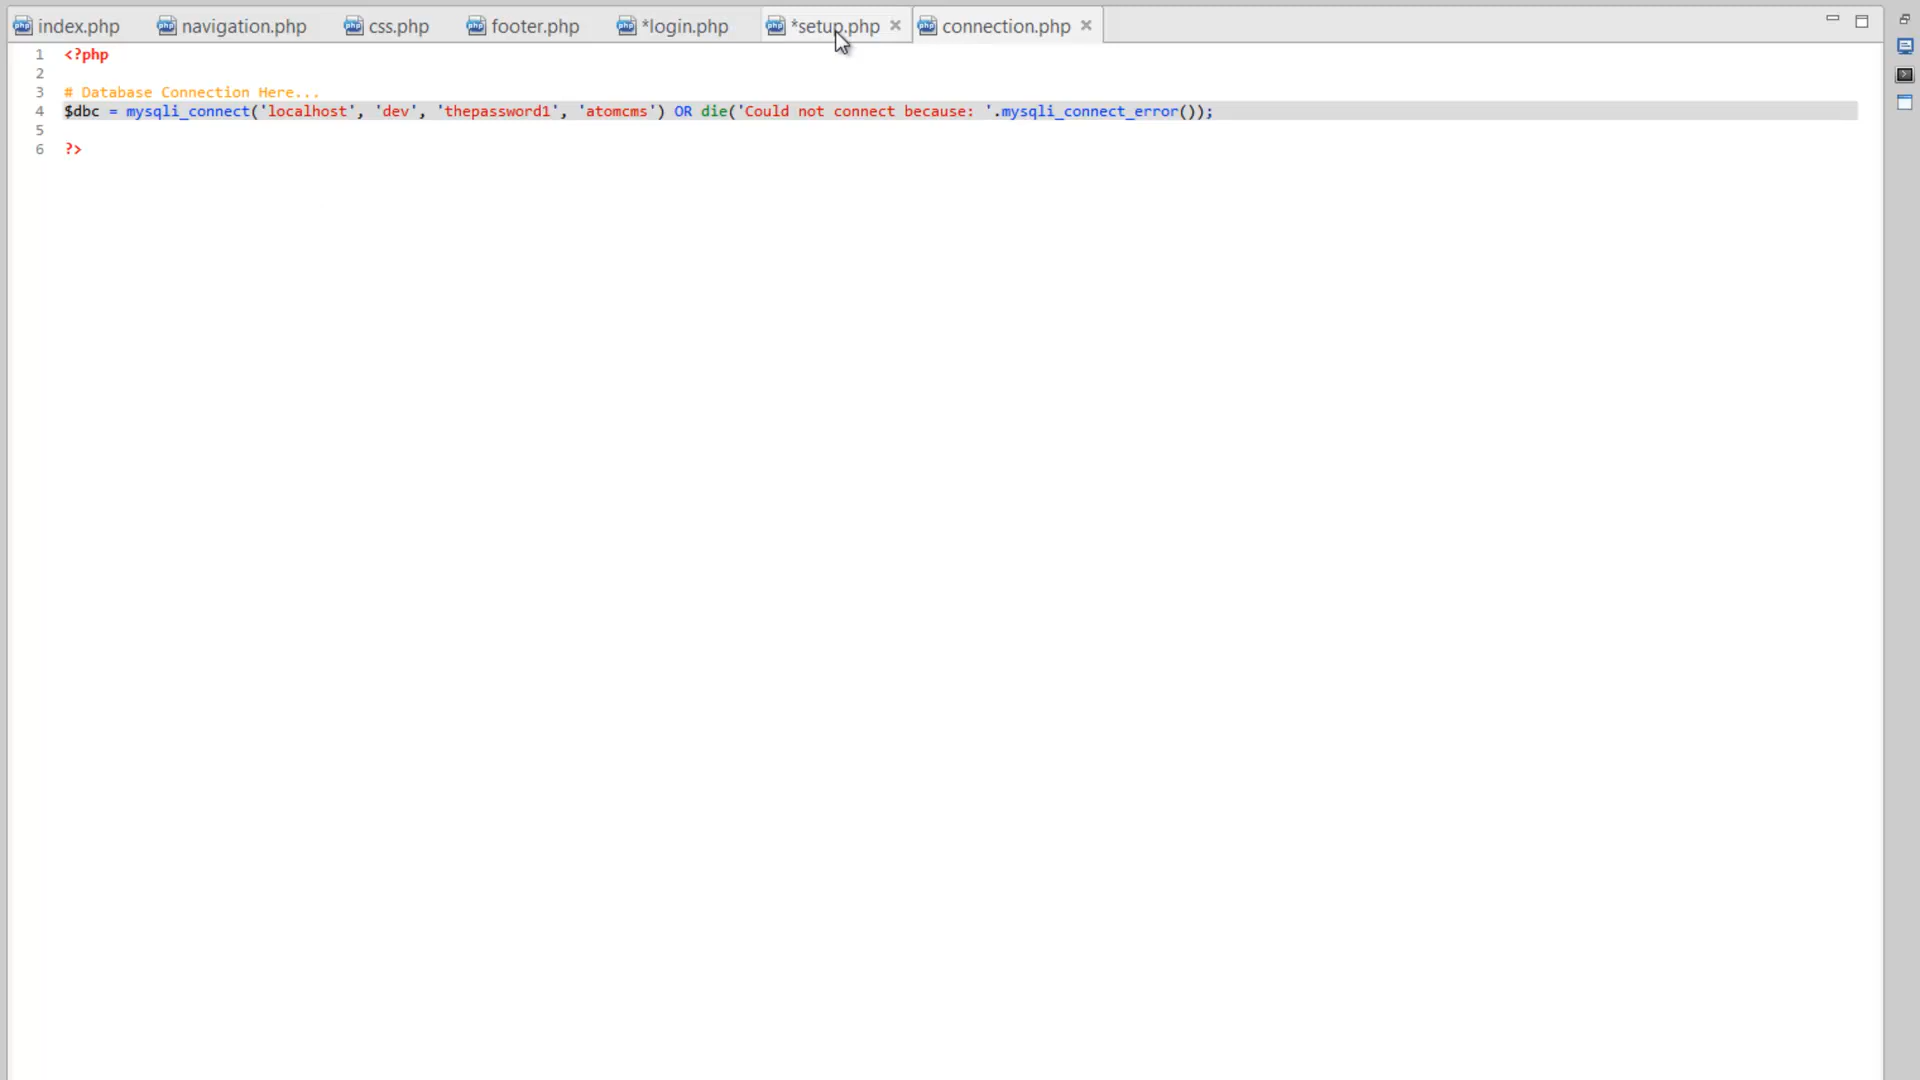 index.php navigation.php css.php footer.php *login.php *setup.php connection.php
1 <?php
2
3 # Database Connection Here...
4 $dbc = mysqli_connect('localhost', 'dev', 'thepassword1', 'atomcms') OR die('Could not connect because: '.mysqli_connect_error());
5
6 ?>